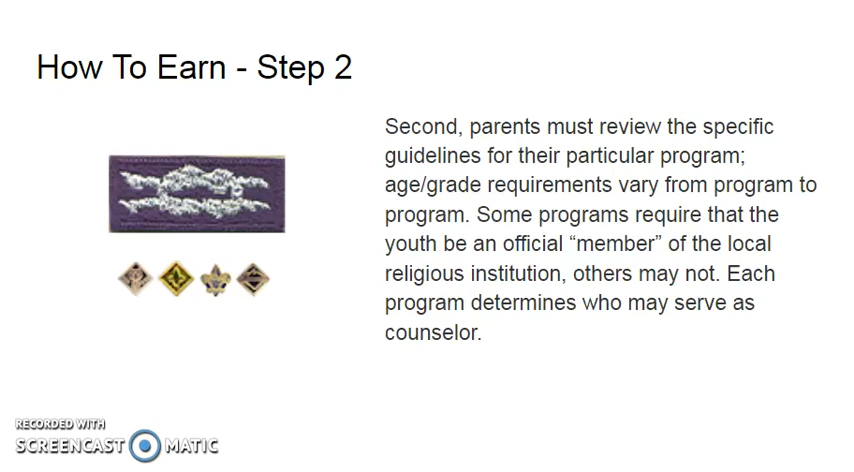 How To Earn - Step 2
Second, parents must review the specific
guidelines for their particular program;
age/grade requirements vary from program to
program. Some programs require that the
youth be an official “member” of the local
religious institution, others may not. Each
program determines who may serve as
counselor.
RECORDED WITH
SCREENCAST MATIC